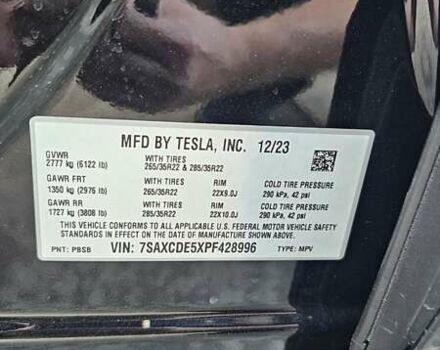 MFD BY TESLA, INC. 12/23
GVWR WITH TIRES
2777 kg (6122 lb) 265/35R22 & 285/35R22
GAWR FRT WITH TIRES RIM COLD TIRE PRESSURE
1350 kg (2976 lb) 265/35R22 22X9.0J 290 kPa, 42 psi
GAWR RR WITH TIRES RIM COLD TIRE PRESSURE
1727 kg (3808 lb) 285/35R22 22X10.0J 290 kPa, 42 psi
THIS VEHICLE CONFORMS TO ALL APPLICABLE FEDERAL
MOTOR VEHICLE SAFETY STANDARDS IN EFFECT ON THE DATE OF
MANUFACTURE SHOWN ABOVE.
PNT: PBSB VIN: 7SAXCDE5XPF428996 TYPE: MPV